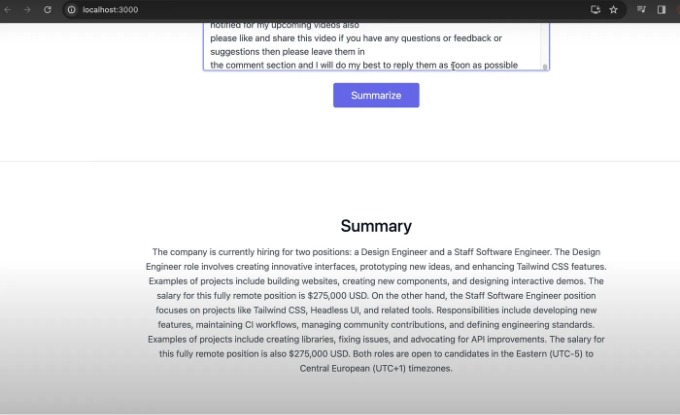 localhost:3000
notified for my upcoming videos also
please like and share this video if you have any questions or feedback or
suggestions then please leave them in
the comment section and I will do my best to reply them as soon as possible
Summarize
Summary
The company is currently hiring for two positions: a Design Engineer and a Staff Software Engineer. The Design
Engineer role involves creating innovative interfaces, prototyping new ideas, and enhancing Tailwind CSS features.
Examples of projects include building websites, creating new components, and designing interactive demos. The
salary for this fully remote position is $275,000 USD. On the other hand, the Staff Software Engineer position
focuses on projects like Tailwind CSS, Headless UI, and related tools. Responsibilities include developing new
features, maintaining CI workflows, managing community contributions, and defining engineering standards.
Examples of projects include creating libraries, fixing issues, and advocating for API improvements. The salary for
this fully remote position is also $275,000 USD. Both roles are open to candidates in the Eastern (UTC-5) to
Central European (UTC+1) timezones.